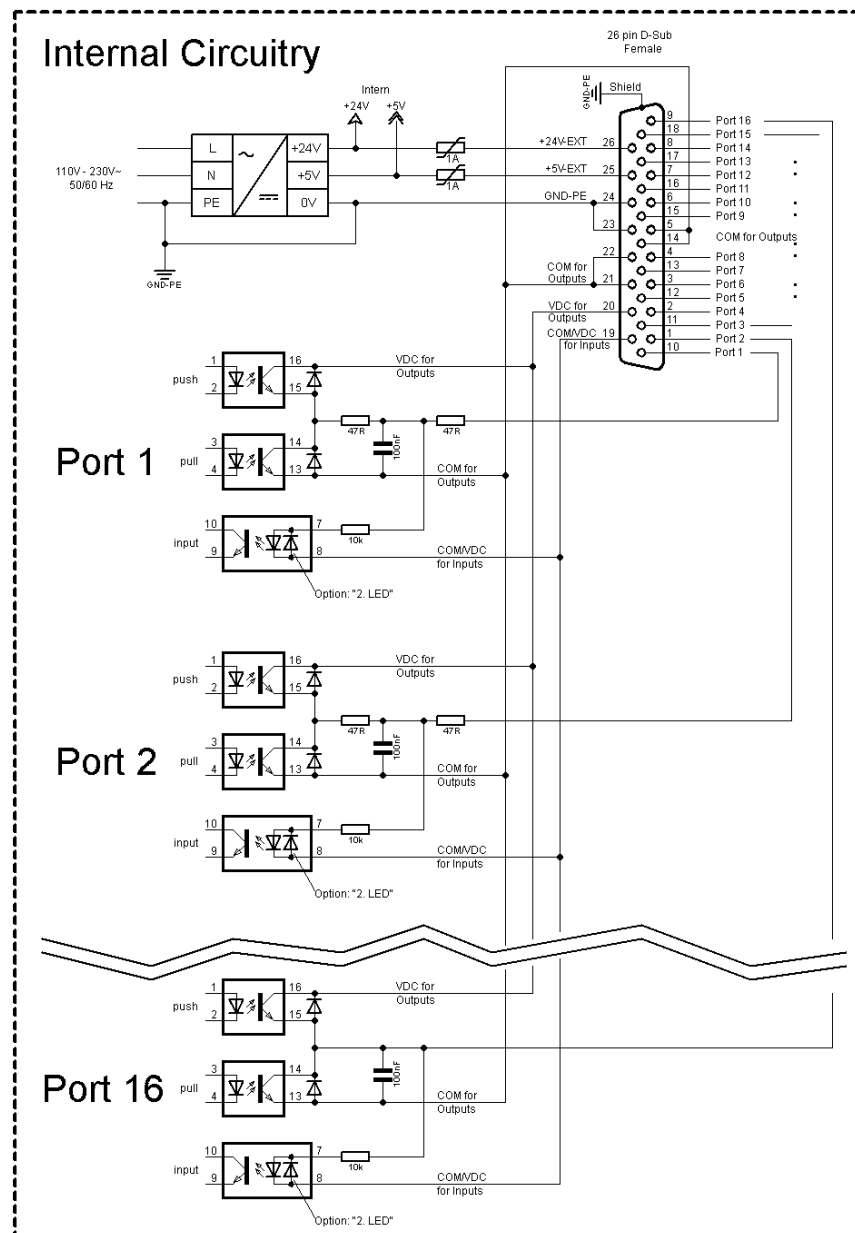 Internal Circuitry
26 pin D-Sub
Female
GND-PE
Shield
Intern
+24V
+5V
L
N
PE
~
+24V
+5V
0V
110V - 230V~
50/60 Hz
GND-PE
1A
1A
+24V-EXT 26
+5V-EXT 25
GND-PE 24
23
22
COM for
Outputs
21
VDC for
Outputs
20
COM/VDC 19
for Inputs
9 Port 16
18 Port 15
8 Port 14
17 Port 13
7 Port 12
16 Port 11
6 Port 10
15 Port 9
5
14 COM for Outputs
4 Port 8
13 Port 7
3 Port 6
12 Port 5
2 Port 4
11 Port 3
1 Port 2
10 Port 1
Port 1
push
1
2
16
15
VDC for
Outputs
47R
100nF
47R
pull
3
4
14
13
COM for
Outputs
input
10
9
7
8
10k
COM/VDC
for Inputs
Option: "2. LED"
Port 2
push
1
2
16
15
VDC for
Outputs
47R
100nF
47R
pull
3
4
14
13
COM for
Outputs
input
10
9
7
8
10k
COM/VDC
for Inputs
Option: "2. LED"
Port 16
push
1
2
16
15
VDC for
Outputs
100nF
pull
3
4
14
13
COM for
Outputs
input
10
9
7
8
10k
COM/VDC
for Inputs
Option: "2. LED"